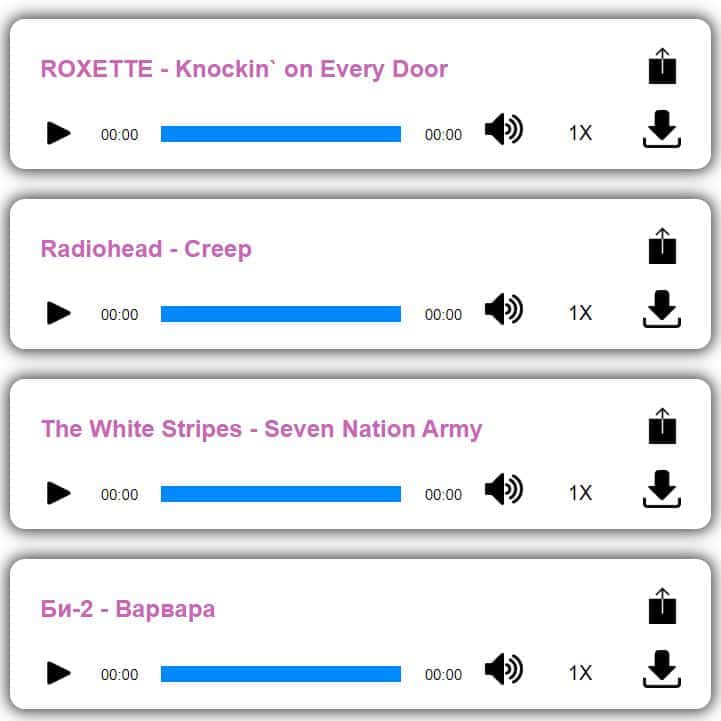 ROXETTE - Knockin` on Every Door
00:00 00:00 1X
Radiohead - Creep
00:00 00:00 1X
The White Stripes - Seven Nation Army
00:00 00:00 1X
Би-2 - Варвара
00:00 00:00 1X